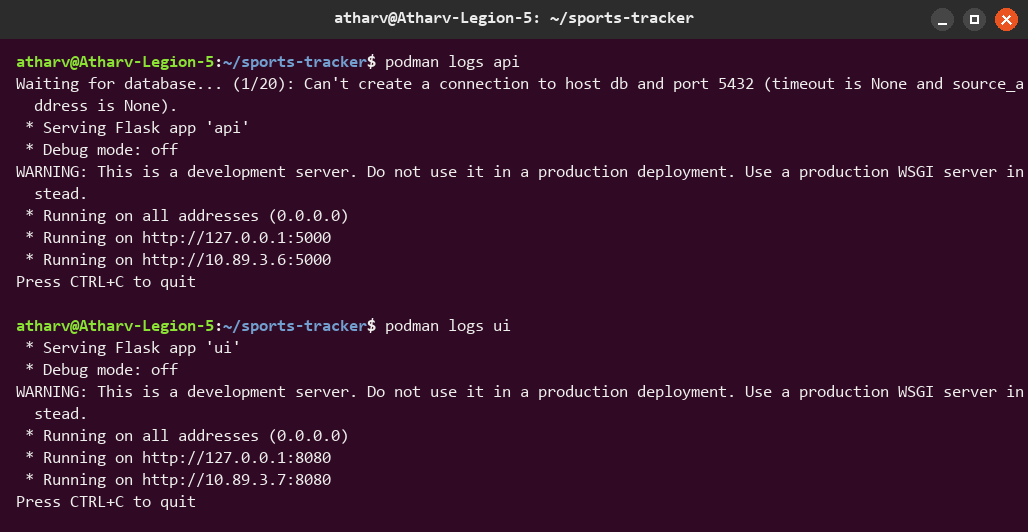 atharv@Atharv-Legion-5: ~/sports-tracker
atharv@Atharv-Legion-5:~/sports-tracker$ podman logs api
Waiting for database... (1/20): Can't create a connection to host db and port 5432 (timeout is None and source_a
ddress is None).
* Serving Flask app 'api'
* Debug mode: off
WARNING: This is a development server. Do not use it in a production deployment. Use a production WSGI server in
stead.
* Running on all addresses (0.0.0.0)
* Running on http://127.0.0.1:5000
* Running on http://10.89.3.6:5000
Press CTRL+C to quit
atharv@Atharv-Legion-5:~/sports-tracker$ podman logs ui
* Serving Flask app 'ui'
* Debug mode: off
WARNING: This is a development server. Do not use it in a production deployment. Use a production WSGI server in
stead.
* Running on all addresses (0.0.0.0)
* Running on http://127.0.0.1:8080
* Running on http://10.89.3.7:8080
Press CTRL+C to quit